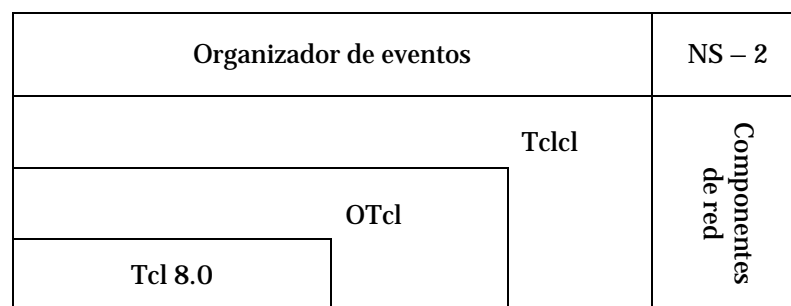 Organizador de eventos
NS – 2
Tclcl
Componentes
de red
OTcl
Tcl 8.0